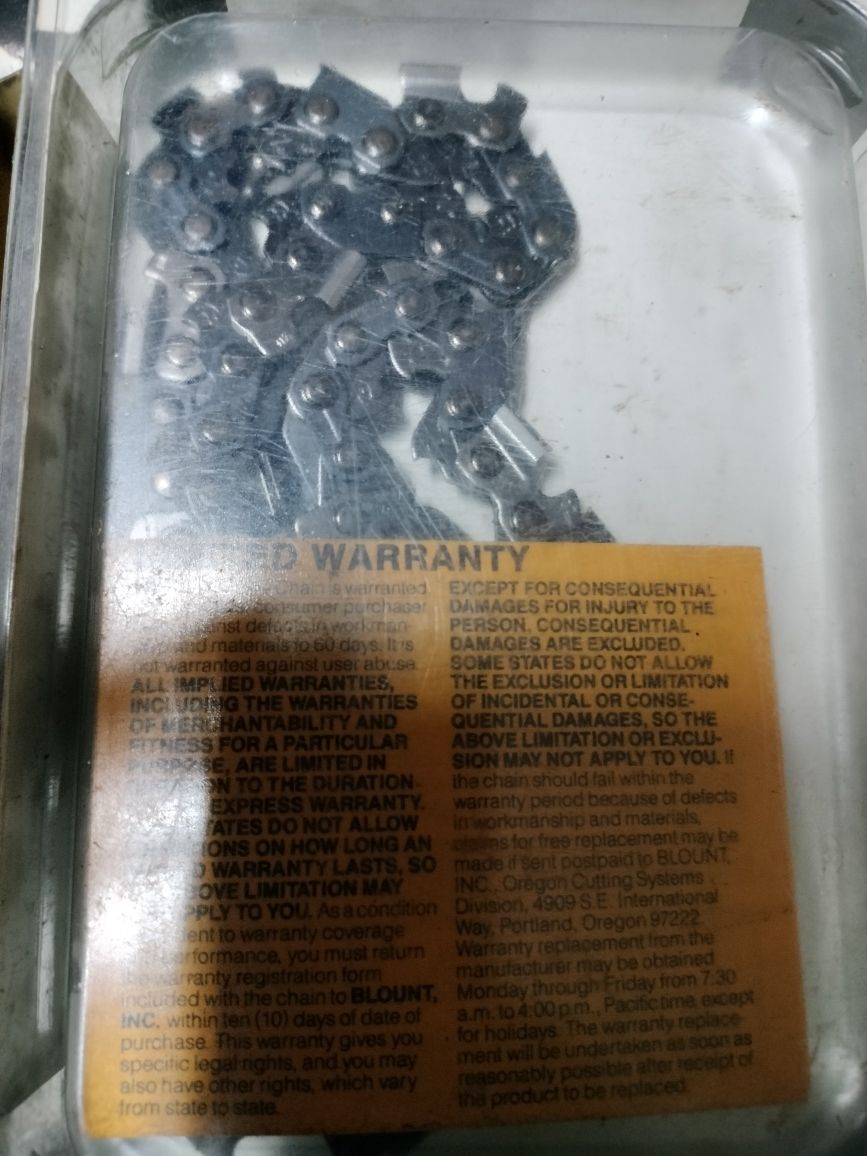 WARRANTY
Chain is warranted
consumer purchaser
against defects in workman-
and materials fo 60 days. It is
not warranted against user abuse.
ALL IMPLIED WARRANTIES,
INCLUDING THE WARRANTIES
OF MERCHANTABILITY AND
FITNESS FOR A PARTICULAR
PURPOSE, ARE LIMITED IN
DURATION TO THE DURATION
EXPRESS WARRANTY.
STATES DO NOT ALLOW
ON HOW LONG AN
WARRANTY LASTS, SO
ABOVE LIMITATION MAY
APPLY TO YOU. As a condition
to warranty coverage
performance, you must return
the warranty registration form
included with the chain to BLOUNT,
INC. within ten (10) days of date of
purchase. This warranty gives you
specific legal rights, and you may
also have other rights, which vary
from state to state.
EXCEPT FOR CONSEQUENTIAL
DAMAGES FOR INJURY TO THE
PERSON, CONSEQUENTIAL
DAMAGES ARE EXCLUDED.
SOME STATES DO NOT ALLOW
THE EXCLUSION OR LIMITATION
OF INCIDENTAL OR CONSE-
QUENTIAL DAMAGES, SO THE
ABOVE LIMITATION OR EXCLU-
SION MAY NOT APPLY TO YOU. If
the chain should fail within the
warranty period because of defects
in workmanship and materials,
claims for free replacement may be
made if sent postpaid to BLOUNT,
INC., Oregon Cutting Systems
Division, 4909 S.E. International
Way, Portland, Oregon 97222.
Warranty replacement from the
manufacturer may be obtained
Monday through Friday from 7:30
a.m. to 4:00 p.m., Pacific time, except
for holidays. The warranty replace-
ment will be undertaken as soon as
reasonably possible after receipt of
the product to be replaced.